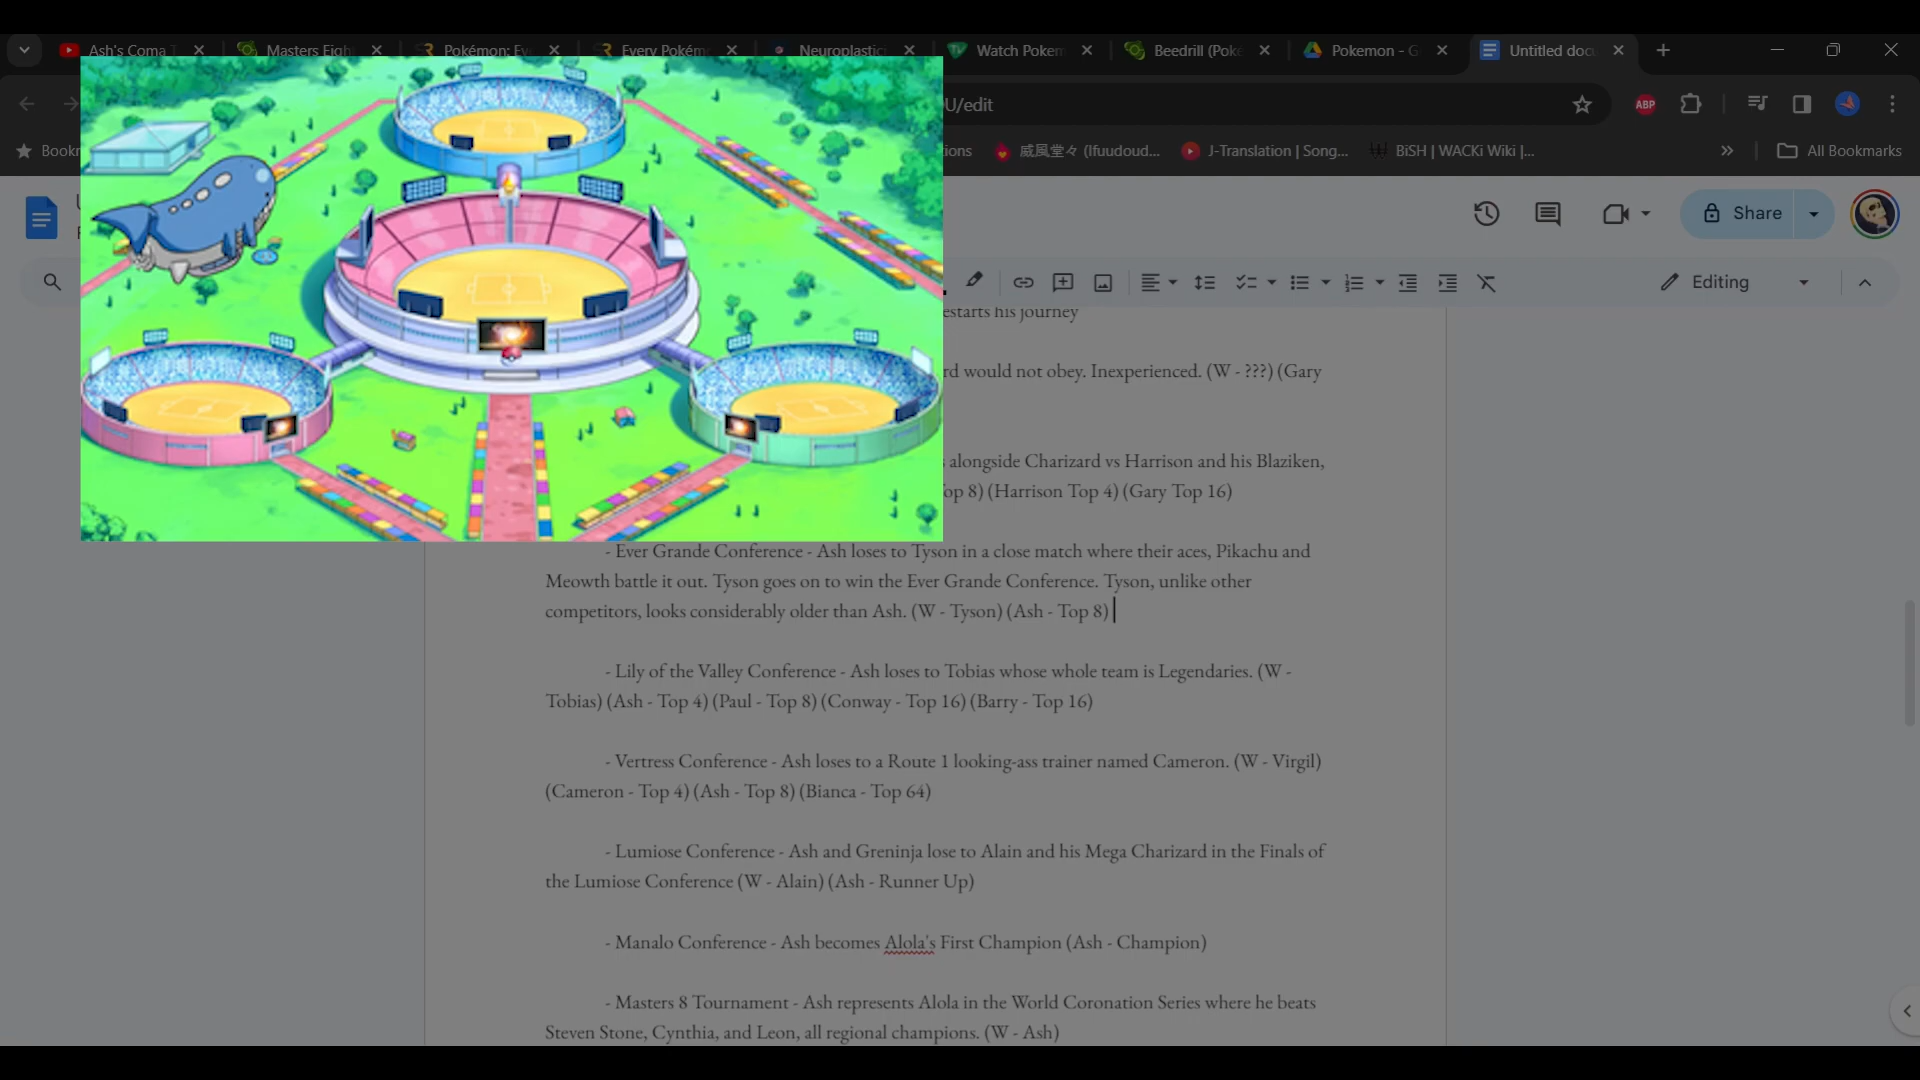 Ash's Coma T
Masters Eigh
Pokémon: Ev
Every Pokém
Neuroplastic
Watch Pokem
Beedrill (Poké
Pokemon - G
Untitled docu
U/edit
ABP
Bookm
tions
威風堂々 (Ifuudoud...
J-Translation | Song...
BiSH | WACKi Wiki |...
All Bookmarks
Share
Editing
estarts his journey
rd would not obey. Inexperienced. (W - ???) (Gary
s alongside Charizard vs Harrison and his Blaziken,
op 8) (Harrison Top 4) (Gary Top 16)
- Ever Grande Conference - Ash loses to Tyson in a close match where their aces, Pikachu and
Meowth battle it out. Tyson goes on to win the Ever Grande Conference. Tyson, unlike other
competitors, looks considerably older than Ash. (W - Tyson) (Ash - Top 8)
- Lily of the Valley Conference - Ash loses to Tobias whose whole team is Legendaries. (W -
Tobias) (Ash - Top 4) (Paul - Top 8) (Conway - Top 16) (Barry - Top 16)
- Vertress Conference - Ash loses to a Route 1 looking-ass trainer named Cameron. (W - Virgil)
(Cameron - Top 4) (Ash - Top 8) (Bianca - Top 64)
- Lumiose Conference - Ash and Greninja lose to Alain and his Mega Charizard in the Finals of
the Lumiose Conference (W - Alain) (Ash - Runner Up)
- Manalo Conference - Ash becomes Alola's First Champion (Ash - Champion)
- Masters 8 Tournament - Ash represents Alola in the World Coronation Series where he beats
Steven Stone, Cynthia, and Leon, all regional champions. (W - Ash)